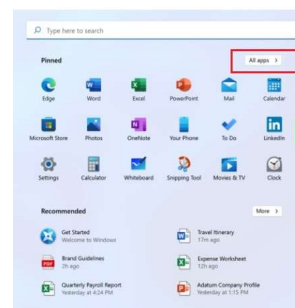 Type here to search
Pinned
All apps >
Edge Word Excel PowerPoint Mail Calendar
Microsoft Store Photos OneNote Your Phone To Do LinkedIn
Settings Calculator Whiteboard Snipping Tool Movies & TV Clock
Recommended
More >
Get Started
Welcome to Windows
Travel Itinerary
17m ago
Brand Guidelines
2h ago
Expense Worksheet
12h ago
Quarterly Payroll Report
Yesterday at 4:24 PM
Adatum Company Profile
Yesterday at 1:15 PM